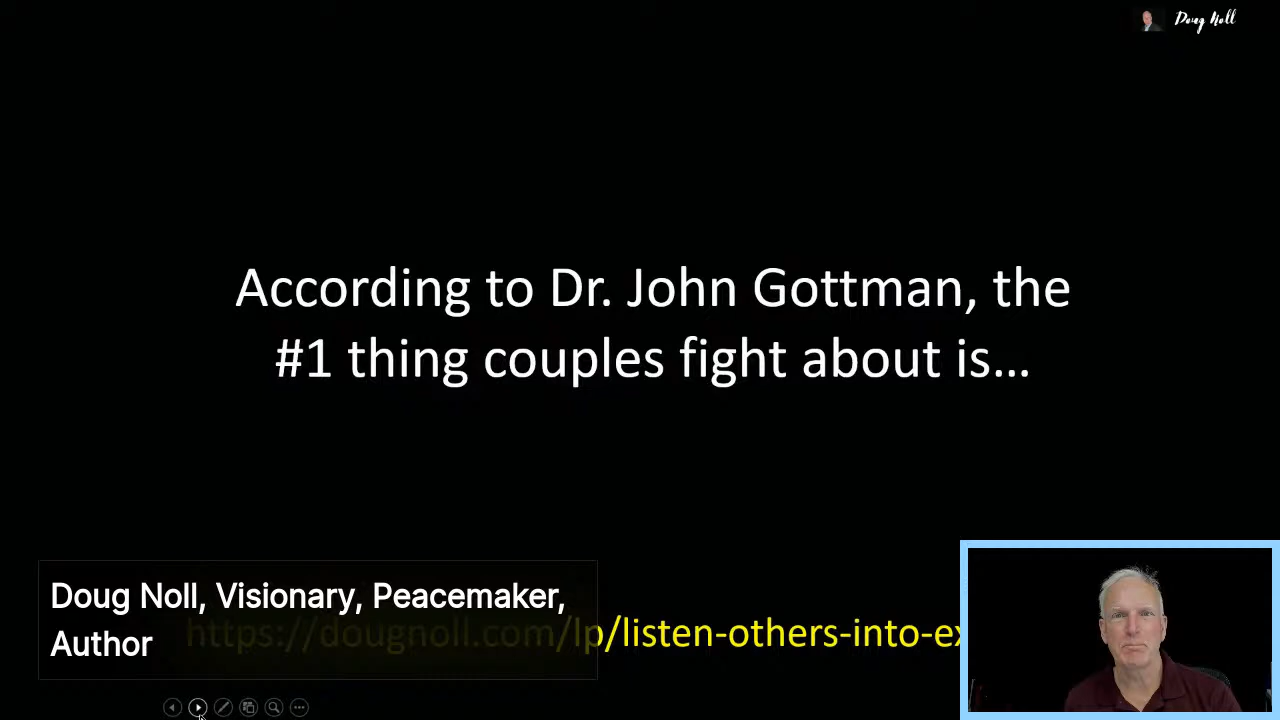 Doug Noll
According to Dr. John Gottman, the
#1 thing couples fight about is...
Doug Noll, Visionary, Peacemaker,
Author
https://dougnoll.com/lp/listen-others-into-ex